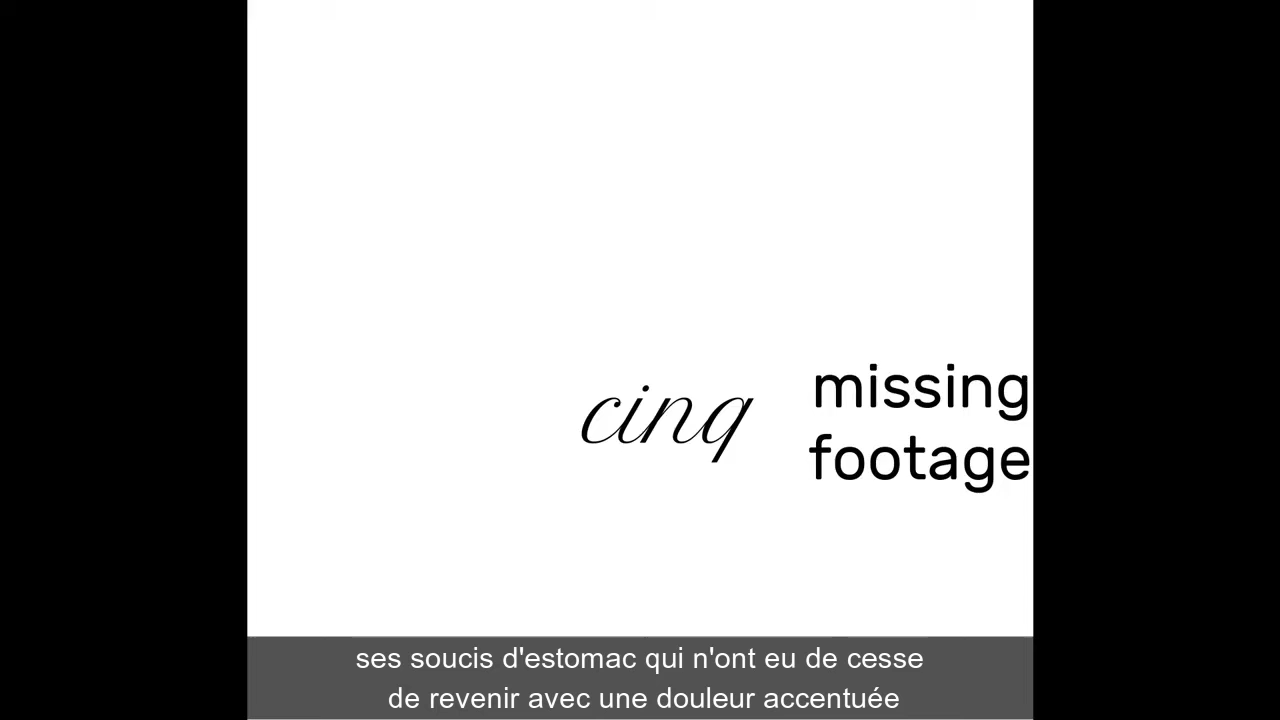 cinq
missing
footage
ses soucis d'estomac qui n'ont eu de cesse
de revenir avec une douleur accentuée